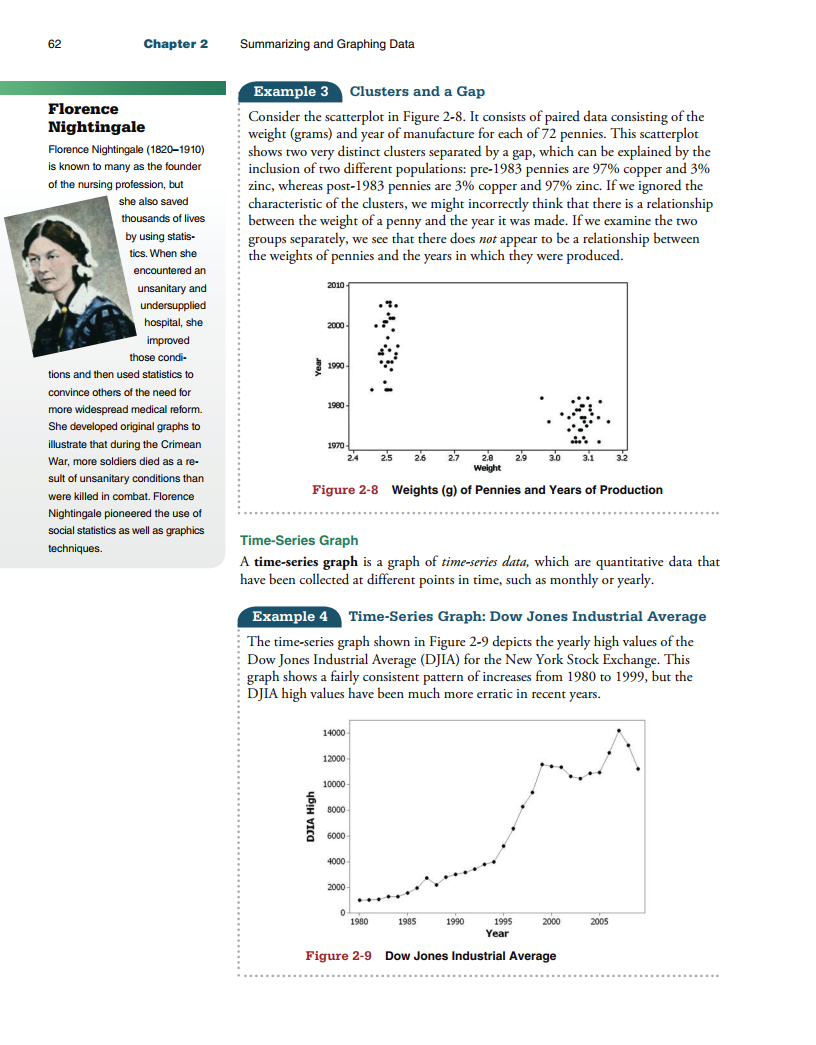 62 Chapter 2 Summarizing and Graphing Data
Florence
Nightingale
Florence Nightingale (1820–1910)
is known to many as the founder
of the nursing profession, but
she also saved
thousands of lives
by using statis-
tics. When she
encountered an
unsanitary and
undersupplied
hospital, she
improved
those condi-
tions and then used statistics to
convince others of the need for
more widespread medical reform.
She developed original graphs to
illustrate that during the Crimean
War, more soldiers died as a re-
sult of unsanitary conditions than
were killed in combat. Florence
Nightingale pioneered the use of
social statistics as well as graphics
techniques.
Example 3 Clusters and a Gap
Consider the scatterplot in Figure 2-8. It consists of paired data consisting of the
weight (grams) and year of manufacture for each of 72 pennies. This scatterplot
shows two very distinct clusters separated by a gap, which can be explained by the
inclusion of two different populations: pre-1983 pennies are 97% copper and 3%
zinc, whereas post-1983 pennies are 3% copper and 97% zinc. If we ignored the
characteristic of the clusters, we might incorrectly think that there is a relationship
between the weight of a penny and the year it was made. If we examine the two
groups separately, we see that there does not appear to be a relationship between
the weights of pennies and the years in which they were produced.
2010
2000
1990
1980
1970
Year
2.4 2.5 2.6 2.7 2.8 2.9 3.0 3.1 3.2
Weight
Figure 2-8 Weights (g) of Pennies and Years of Production
Time-Series Graph
A time-series graph is a graph of time-series data, which are quantitative data that
have been collected at different points in time, such as monthly or yearly.
Example 4 Time-Series Graph: Dow Jones Industrial Average
The time-series graph shown in Figure 2-9 depicts the yearly high values of the
Dow Jones Industrial Average (DJIA) for the New York Stock Exchange. This
graph shows a fairly consistent pattern of increases from 1980 to 1999, but the
DJIA high values have been much more erratic in recent years.
14000
12000
10000
8000
6000
4000
2000
0
DJIA High
1980 1985 1990 1995 2000 2005
Year
Figure 2-9 Dow Jones Industrial Average